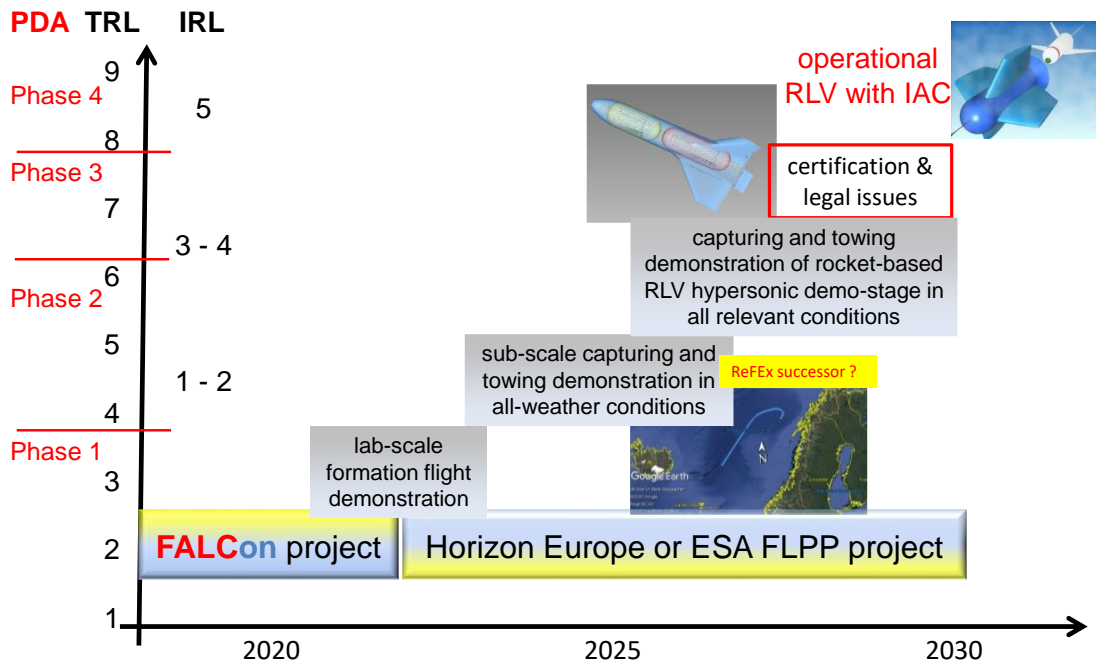 PDA TRL IRL
9
Phase 4
5
8
Phase 3
7
3 - 4
6
Phase 2
5
1 - 2
4
Phase 1
3
2
1
operational
RLV with IAC
certification &
legal issues
capturing and towing
demonstration of rocket-based
RLV hypersonic demo-stage in
all relevant conditions
sub-scale capturing and
towing demonstration in
all-weather conditions
ReFEx successor ?
lab-scale
formation flight
demonstration
N
Google Earth
FALCon project
Horizon Europe or ESA FLPP project
2020
2025
2030